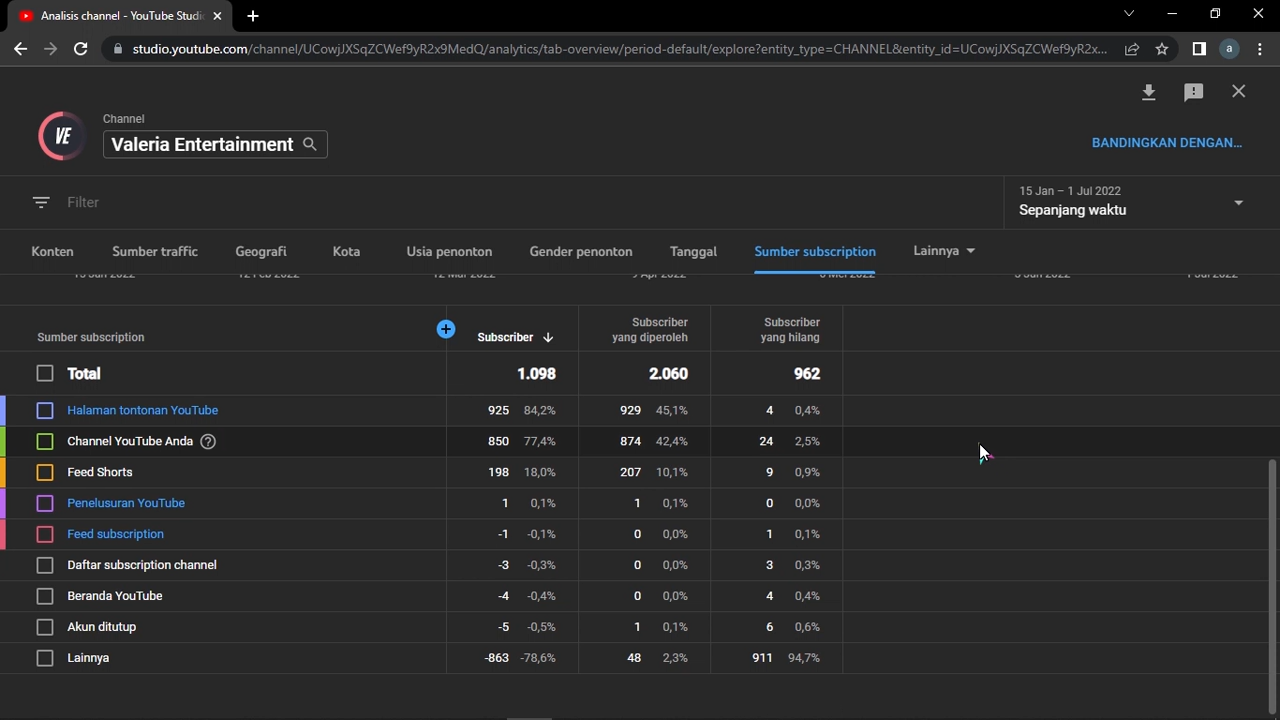 Analisis channel - YouTube Studi
studio.youtube.com/channel/UCowjJXSqZCWef9yR2x9MedQ/analytics/tab-overview/period-default/explore?entity_type=CHANNEL&entity_id=UCowjJXSqZCWef9yR2x...
a
VE
Channel
Valeria Entertainment
BANDINGKAN DENGAN...
Filter
15 Jan – 1 Jul 2022
Sepanjang waktu
Konten Sumber traffic Geografi Kota Usia penonton Gender penonton Tanggal Sumber subscription Lainnya
Sumber subscription Subscriber Subscriber yang diperoleh Subscriber yang hilang
Total 1.098 2.060 962
Halaman tontonan YouTube 925 84,2% 929 45,1% 4 0,4%
Channel YouTube Anda 850 77,4% 874 42,4% 24 2,5%
Feed Shorts 198 18,0% 207 10,1% 9 0,9%
Penelusuran YouTube 1 0,1% 1 0,1% 0 0,0%
Feed subscription -1 -0,1% 0 0,0% 1 0,1%
Daftar subscription channel -3 -0,3% 0 0,0% 3 0,3%
Beranda YouTube -4 -0,4% 0 0,0% 4 0,4%
Akun ditutup -5 -0,5% 1 0,1% 6 0,6%
Lainnya -863 -78,6% 48 2,3% 911 94,7%